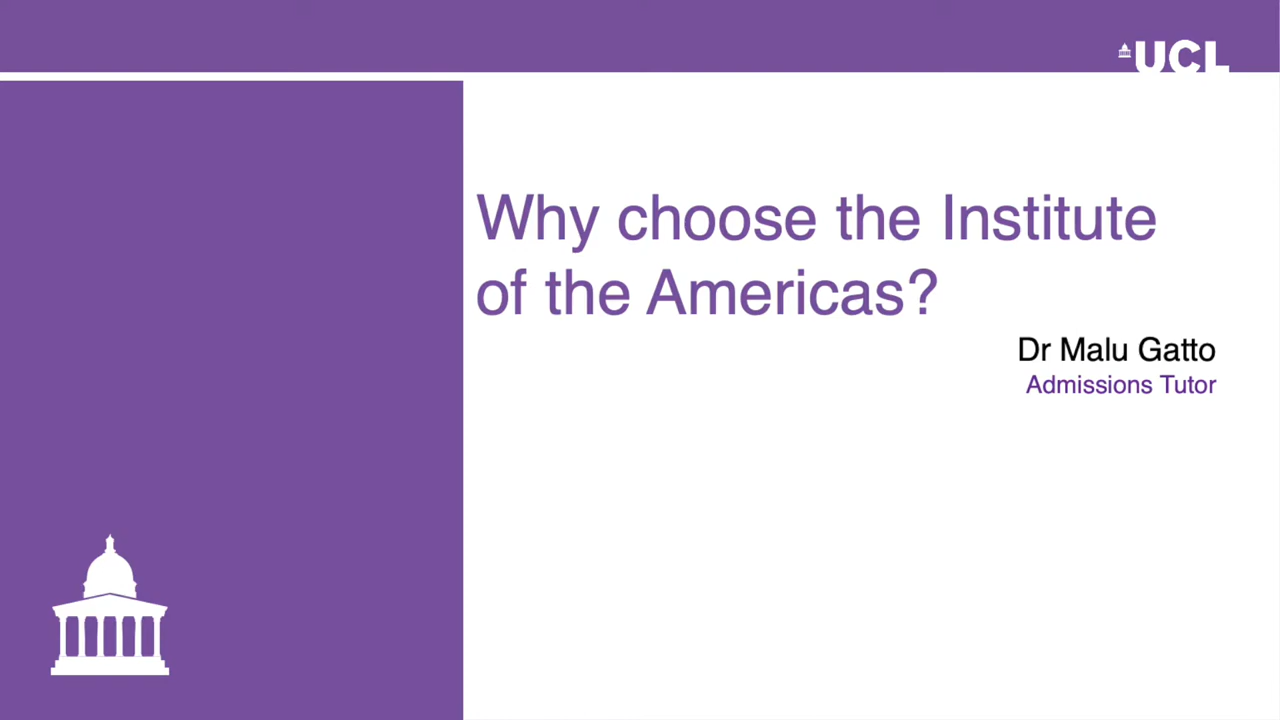 UCL
Why choose the Institute
of the Americas?
Dr Malu Gatto
Admissions Tutor